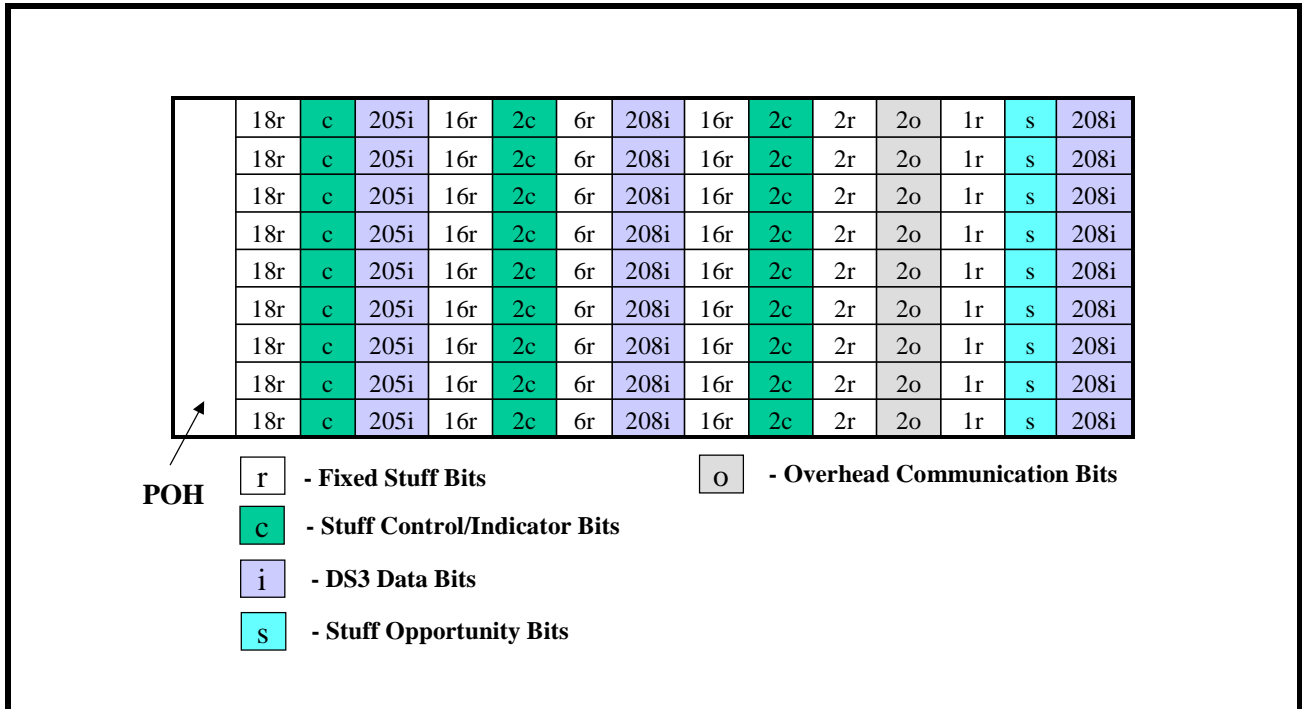 18r c 205i 16r 2c 6r 208i 16r 2c 2r 2o 1r s 208i
18r c 205i 16r 2c 6r 208i 16r 2c 2r 2o 1r s 208i
18r c 205i 16r 2c 6r 208i 16r 2c 2r 2o 1r s 208i
18r c 205i 16r 2c 6r 208i 16r 2c 2r 2o 1r s 208i
18r c 205i 16r 2c 6r 208i 16r 2c 2r 2o 1r s 208i
18r c 205i 16r 2c 6r 208i 16r 2c 2r 2o 1r s 208i
18r c 205i 16r 2c 6r 208i 16r 2c 2r 2o 1r s 208i
18r c 205i 16r 2c 6r 208i 16r 2c 2r 2o 1r s 208i
18r c 205i 16r 2c 6r 208i 16r 2c 2r 2o 1r s 208i
POH
r - Fixed Stuff Bits
o - Overhead Communication Bits
c - Stuff Control/Indicator Bits
i - DS3 Data Bits
s - Stuff Opportunity Bits